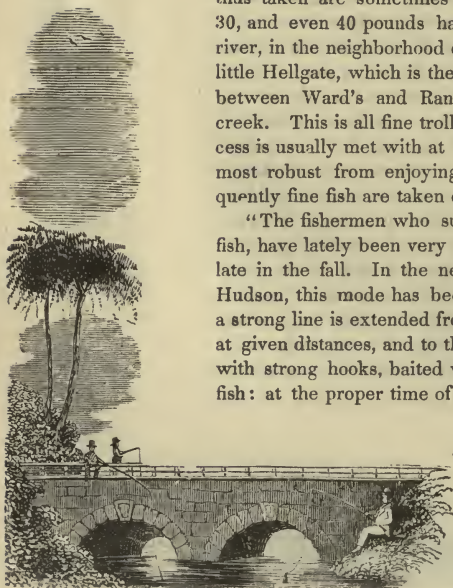 thus taken are sometimes
30, and even 40 pounds ha
river, in the neighborhood
little Hellgate, which is the
between Ward's and Ran
creek. This is all fine troll
cess is usually met with at
most robust from enjoying
quently fine fish are taken
"The fishermen who su
fish, have lately been very
late in the fall. In the ne
Hudson, this mode has bee
a strong line is extended fro
at given distances, and to th
with strong hooks, baited
fish: at the proper time of